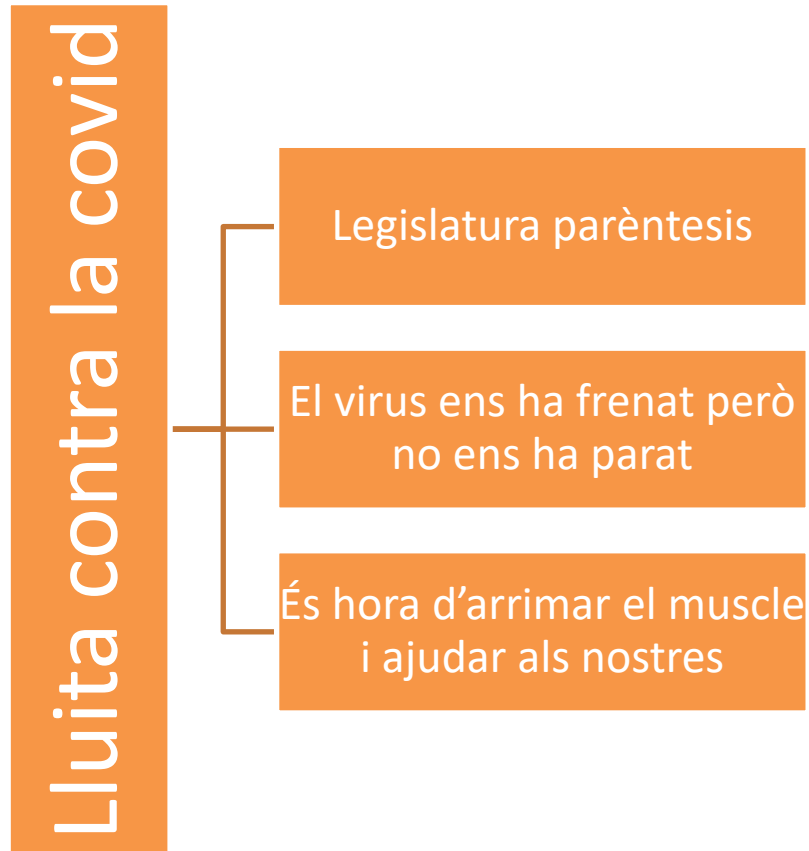 Lluita contra la covid
Legislatura parèntesis
El virus ens ha frenat però
no ens ha parat
És hora d’arrimar el muscle
i ajudar als nostres